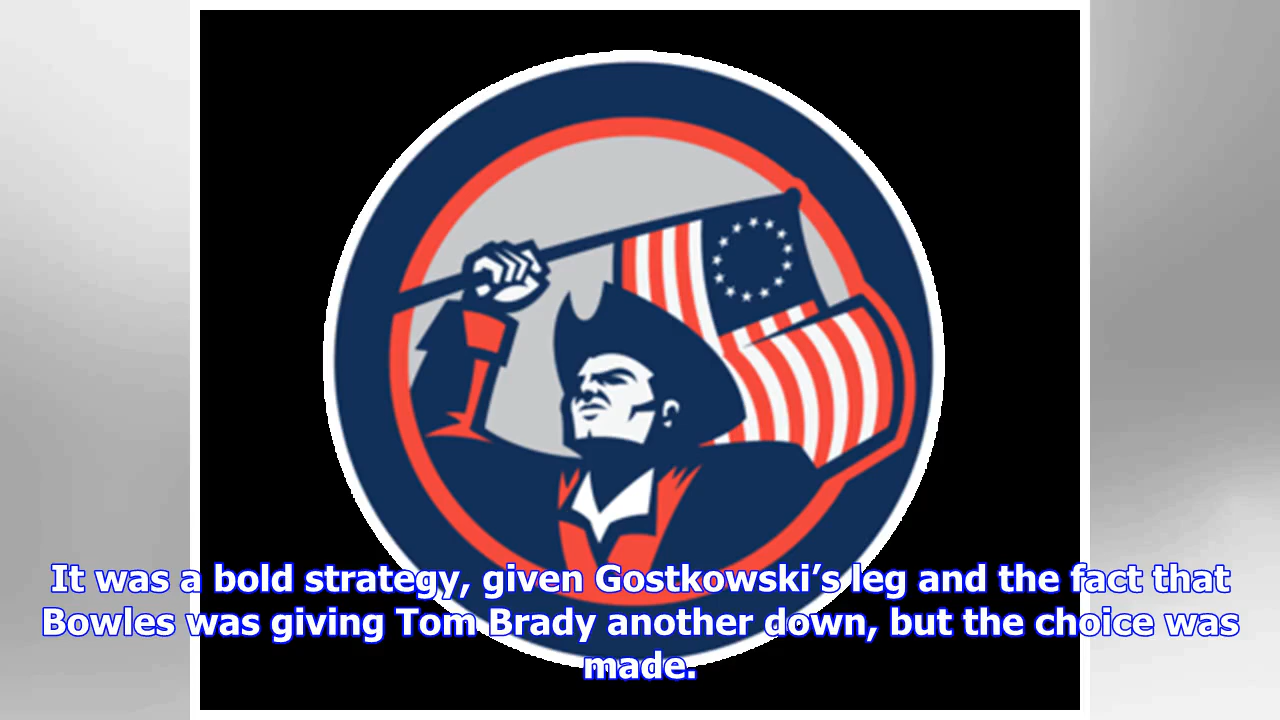 It was a bold strategy, given Gostkowski’s leg and the fact that
Bowles was giving Tom Brady another down, but the choice was
made.